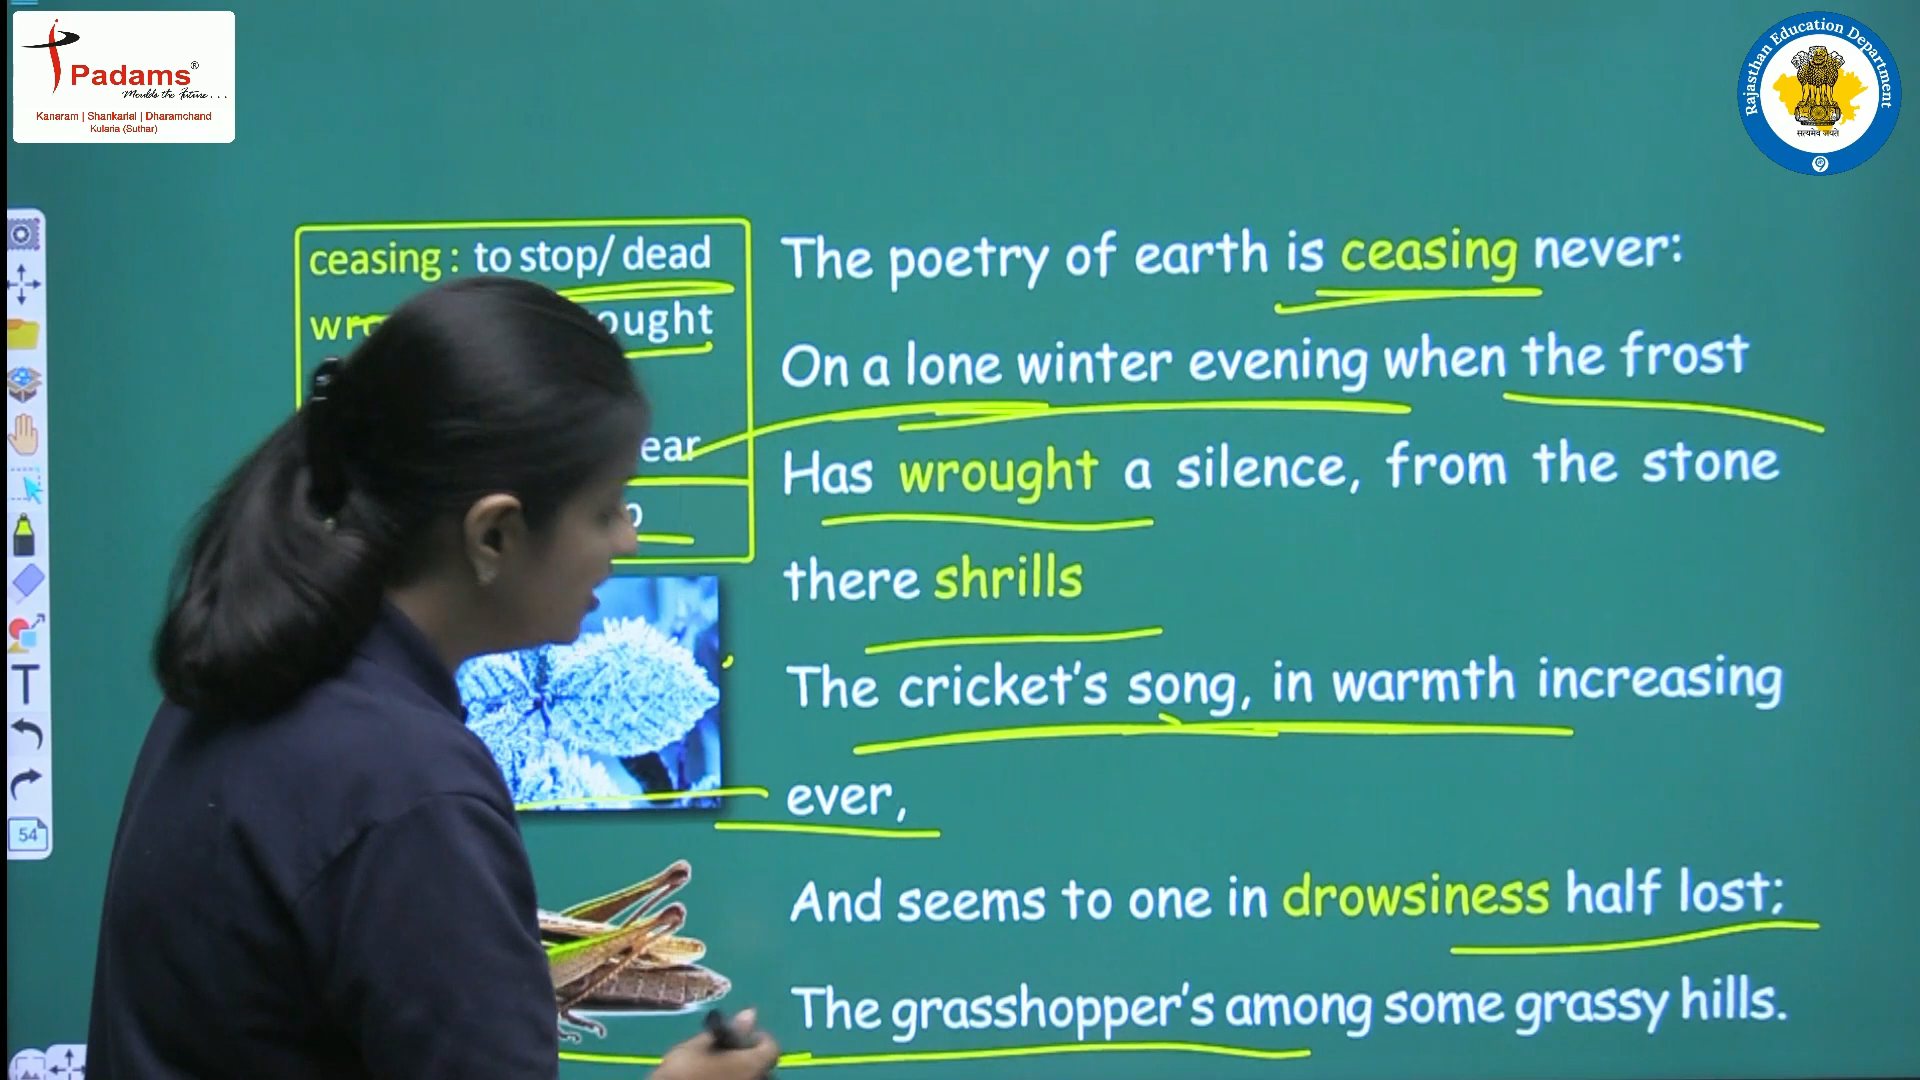 Padams®
Moulds the Future...
Kanaram | Shankarlal | Dharamchand
Kularia (Suthar)
Rajasthan Education Department
सत्यमेव जयते
ceasing : to stop/ dead
ought
ear
The poetry of earth is ceasing never:
On a lone winter evening when the frost
Has wrought a silence, from the stone
there shrills
The cricket's song, in warmth increasing
ever,
And seems to one in drowsiness half lost;
The grasshopper's among some grassy hills.
T
54